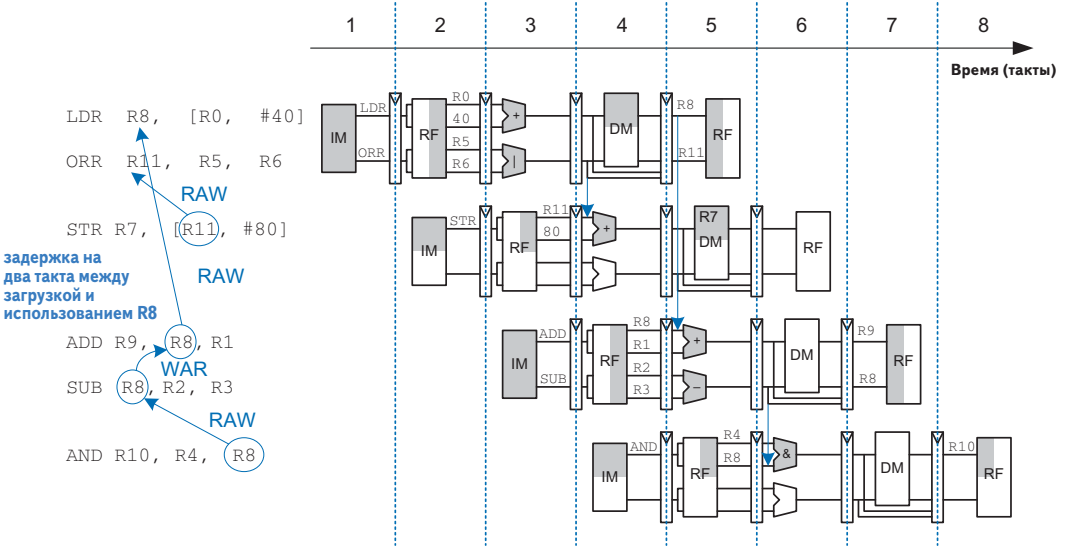 1 2 3 4 5 6 7 8
Время (такты)
LDR R8, [R0, #40]
ORR R11, R5, R6
RAW
STR R7, [R11, #80]
задержка на
два такта между
загрузкой и
использованием R8
RAW
ADD R9, R8, R1
WAR
SUB R8, R2, R3
RAW
AND R10, R4, R8
IM LDR ORR RF R0 40 R5 R6 + | DM R8 R11 RF
IM STR RF R11 80 + R7 DM RF
IM ADD SUB RF R8 R1 R2 R3 + – DM R9 R8 RF
IM AND RF R4 R8 & DM R10 RF